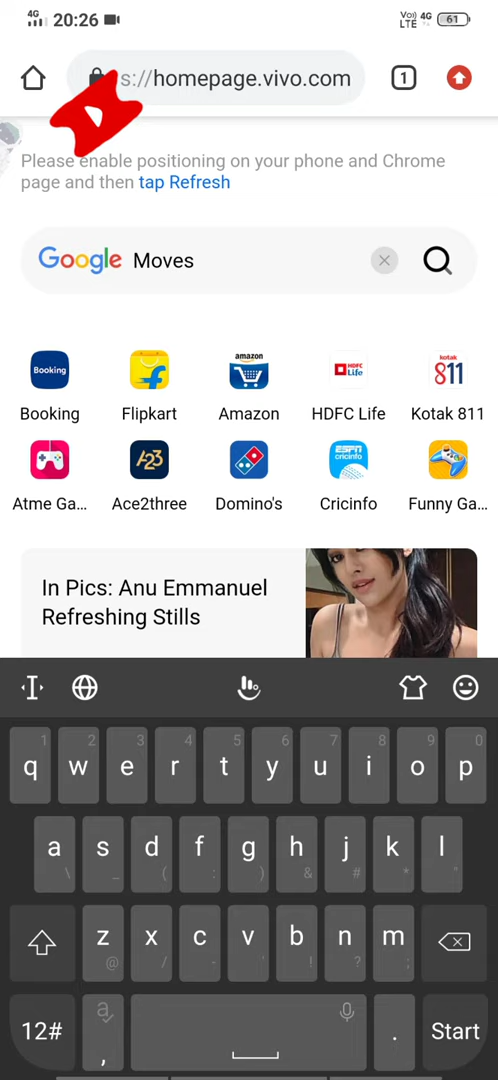 4G 20:26 Vo)) LTE 4G 61
s://homepage.vivo.com 1
Please enable positioning on your phone and Chrome
page and then tap Refresh
Google Moves
Booking amazon HDFC Life kotak 811
Booking Flipkart Amazon HDFC Life Kotak 811
A23 ESPN cricinfo
Atme Ga... Ace2three Domino's Cricinfo Funny Ga...
In Pics: Anu Emmanuel
Refreshing Stills
1 2 3 4 5 6 7 8 9 0
q w e r t y u i o p
a s d f g h j k l
\ _ ( : ) & # * "
z x c v b n m
@ / - ' ! ? ;
12# a , . Start